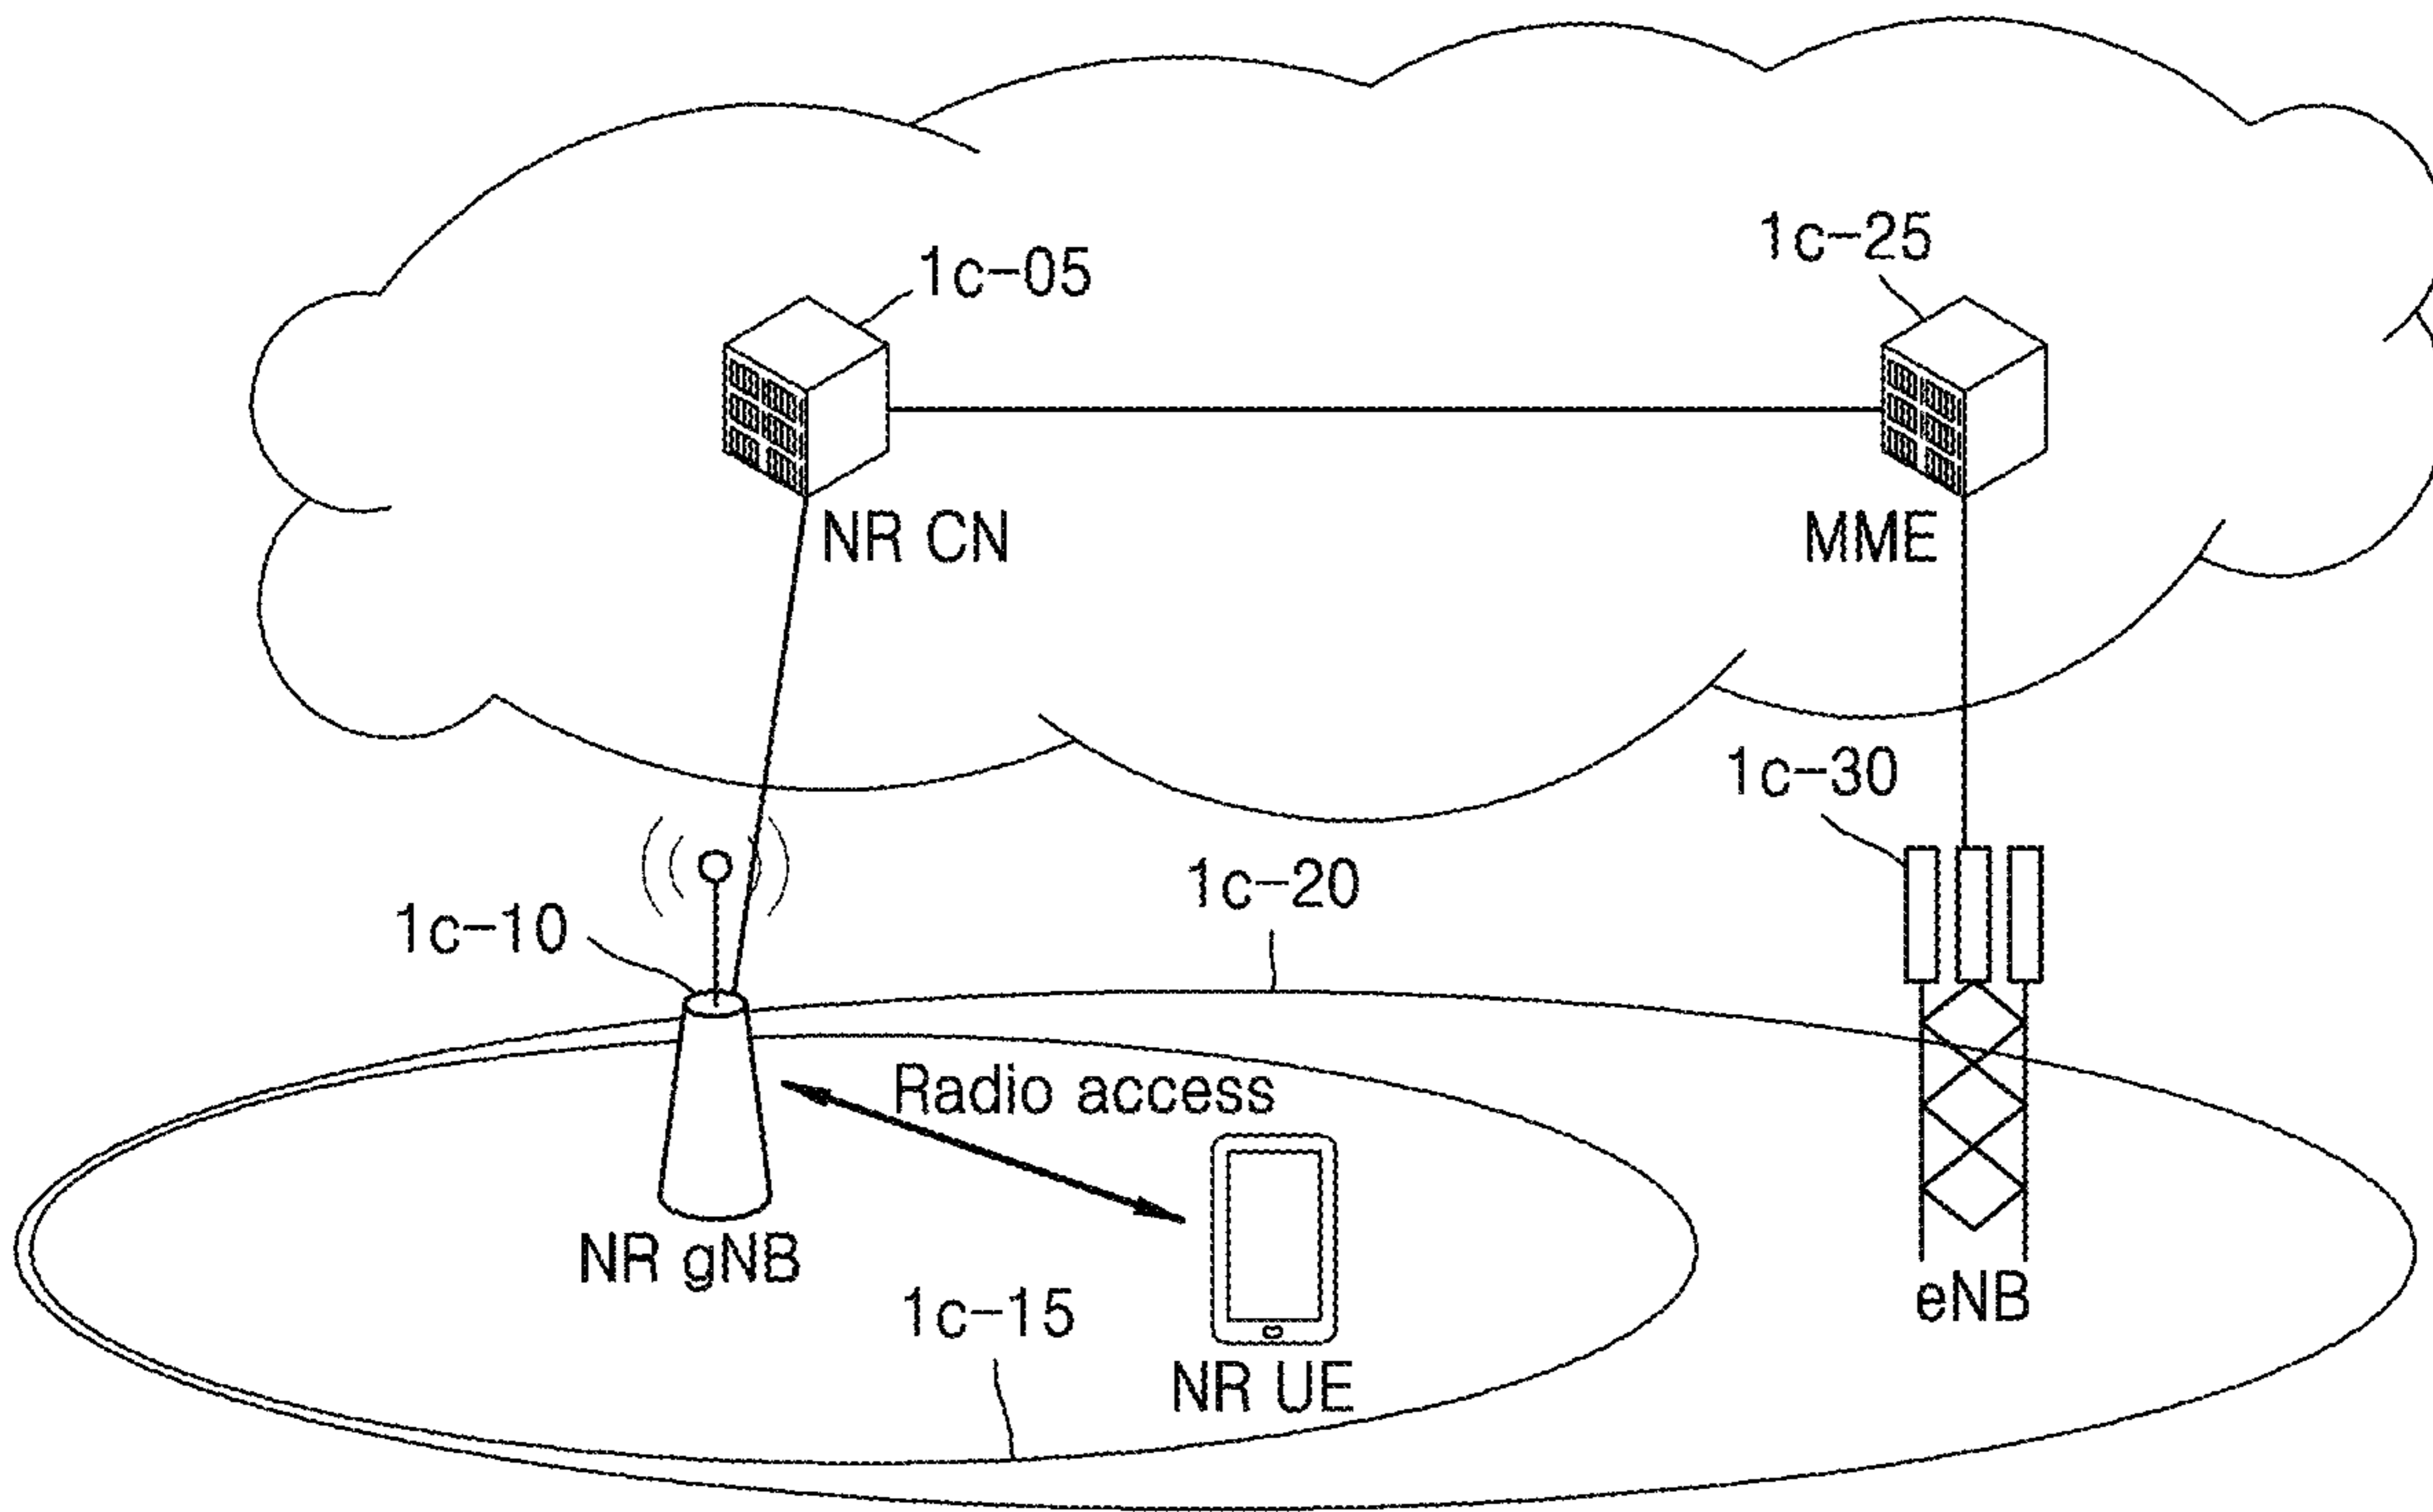 1c-25
1c-05
NR CN
MME
1c-30
1c-20
1c-10
Radio access
NR gNB
eNB
1c-15
NR UE